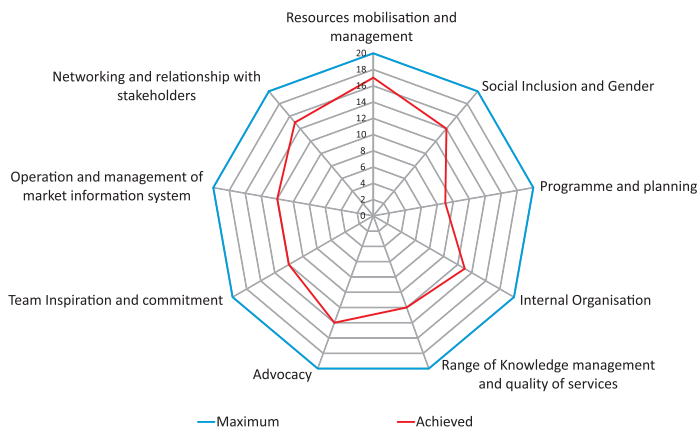 Resources mobilisation and
management
20
18
16
14
12
10
8
6
4
2
0
Social Inclusion and Gender
Programme and planning
Internal Organisation
Range of Knowledge management
and quality of services
Advocacy
Team Inspiration and commitment
Operation and management of
market information system
Networking and relationship with
stakeholders
Maximum
Achieved